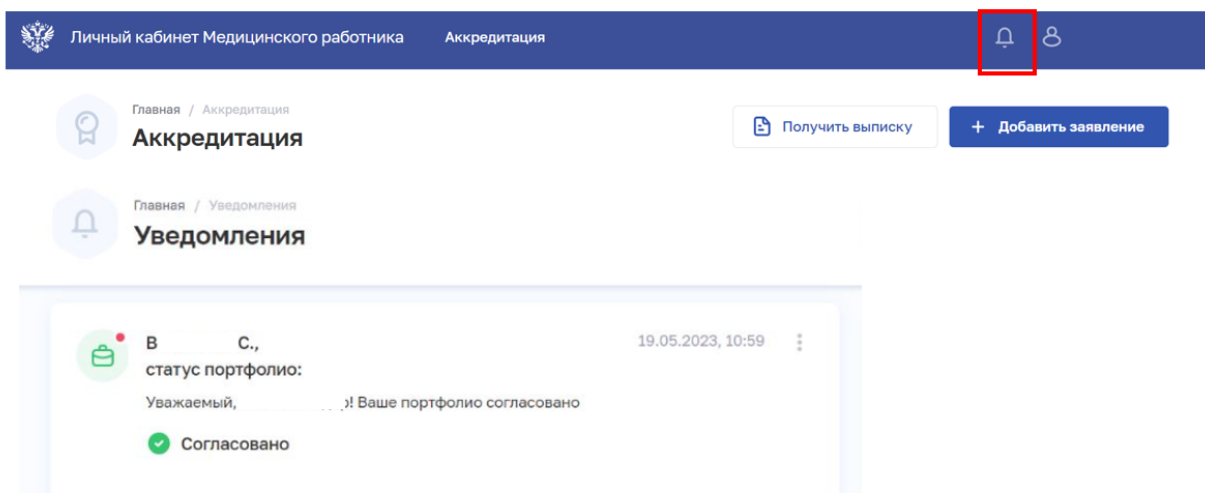 Личный кабинет Медицинского работника Аккредитация
Главная / Аккредитация
Аккредитация
Получить выписку
+ Добавить заявление
Главная / Уведомления
Уведомления
В С.,
19.05.2023, 10:59
статус портфолио:
Уважаемый, ! Ваше портфолио согласовано
Согласовано